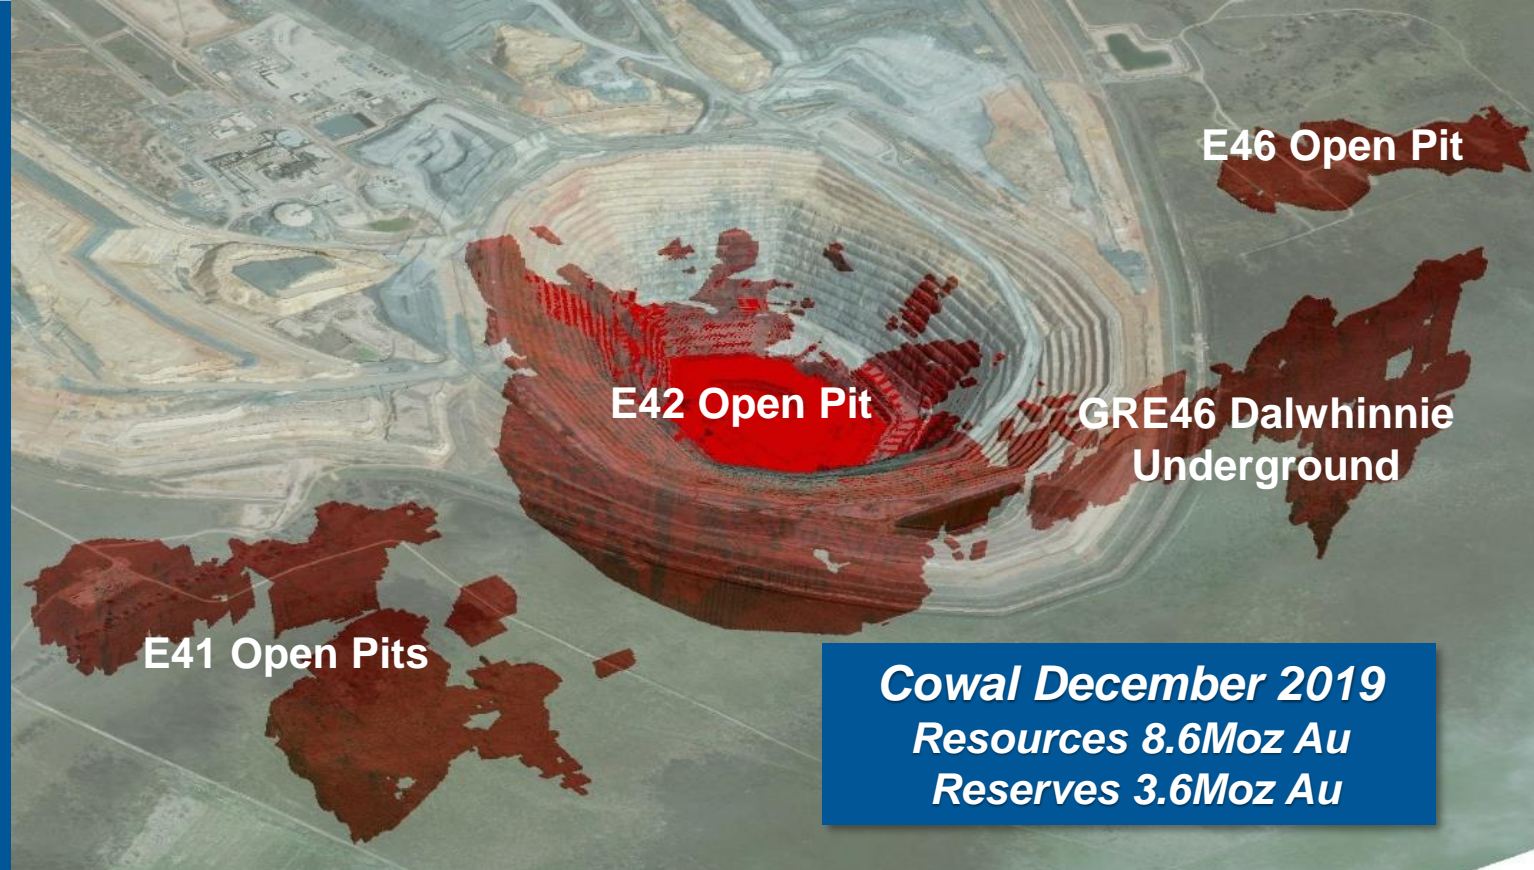 E46 Open Pit
E42 Open Pit
GRE46 Dalwhinnie
Underground
E41 Open Pits
Cowal December 2019
Resources 8.6Moz Au
Reserves 3.6Moz Au